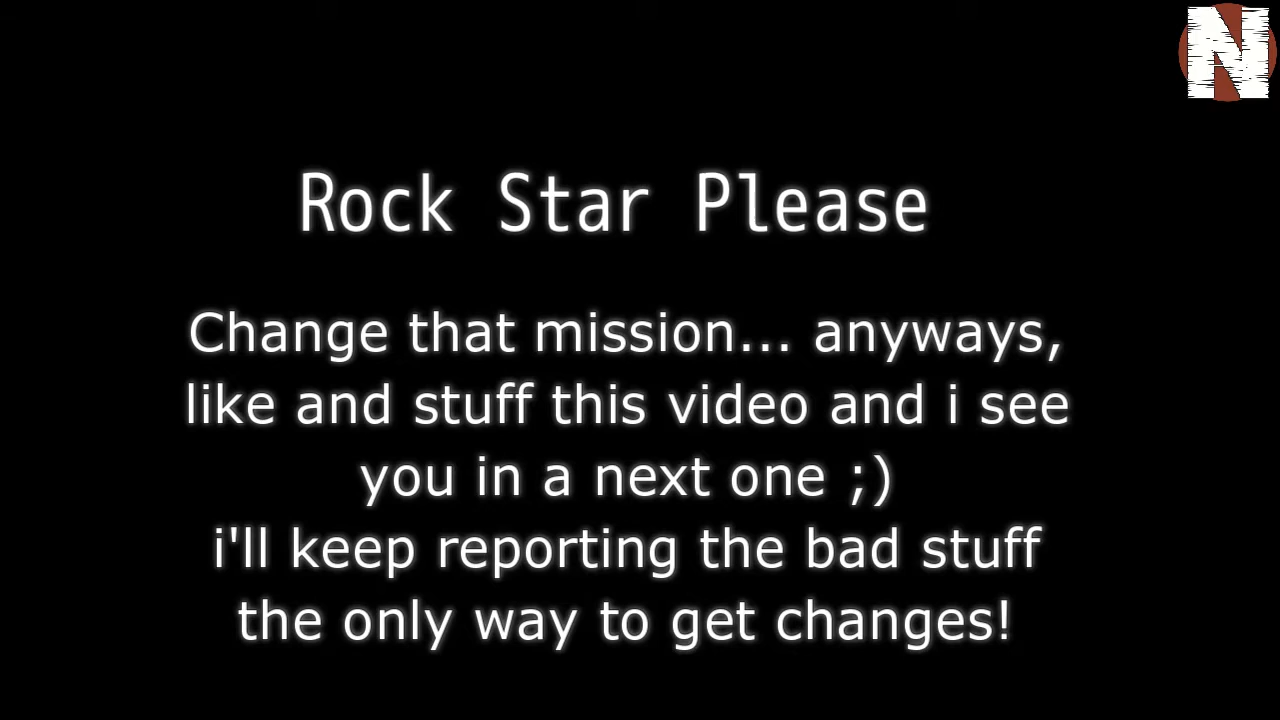 N
Rock Star Please
Change that mission... anyways,
like and stuff this video and i see
you in a next one ;)
i'll keep reporting the bad stuff
the only way to get changes!